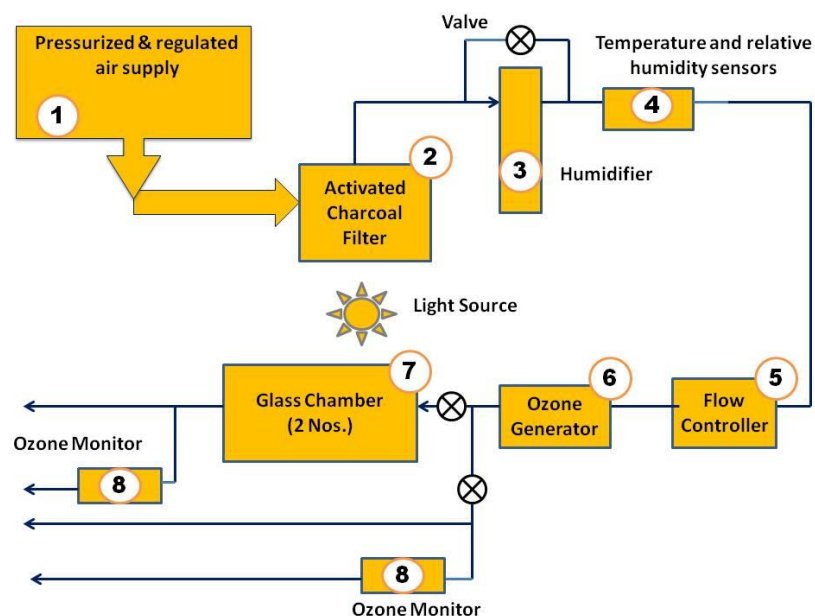 Pressurized & regulated
air supply
1
Valve
Temperature and relative
humidity sensors
4
2
Activated
Charcoal
Filter
3
Humidifier
Light Source
7
Glass Chamber
(2 Nos.)
6
Ozone
Generator
5
Flow
Controller
Ozone Monitor
8
8
Ozone Monitor